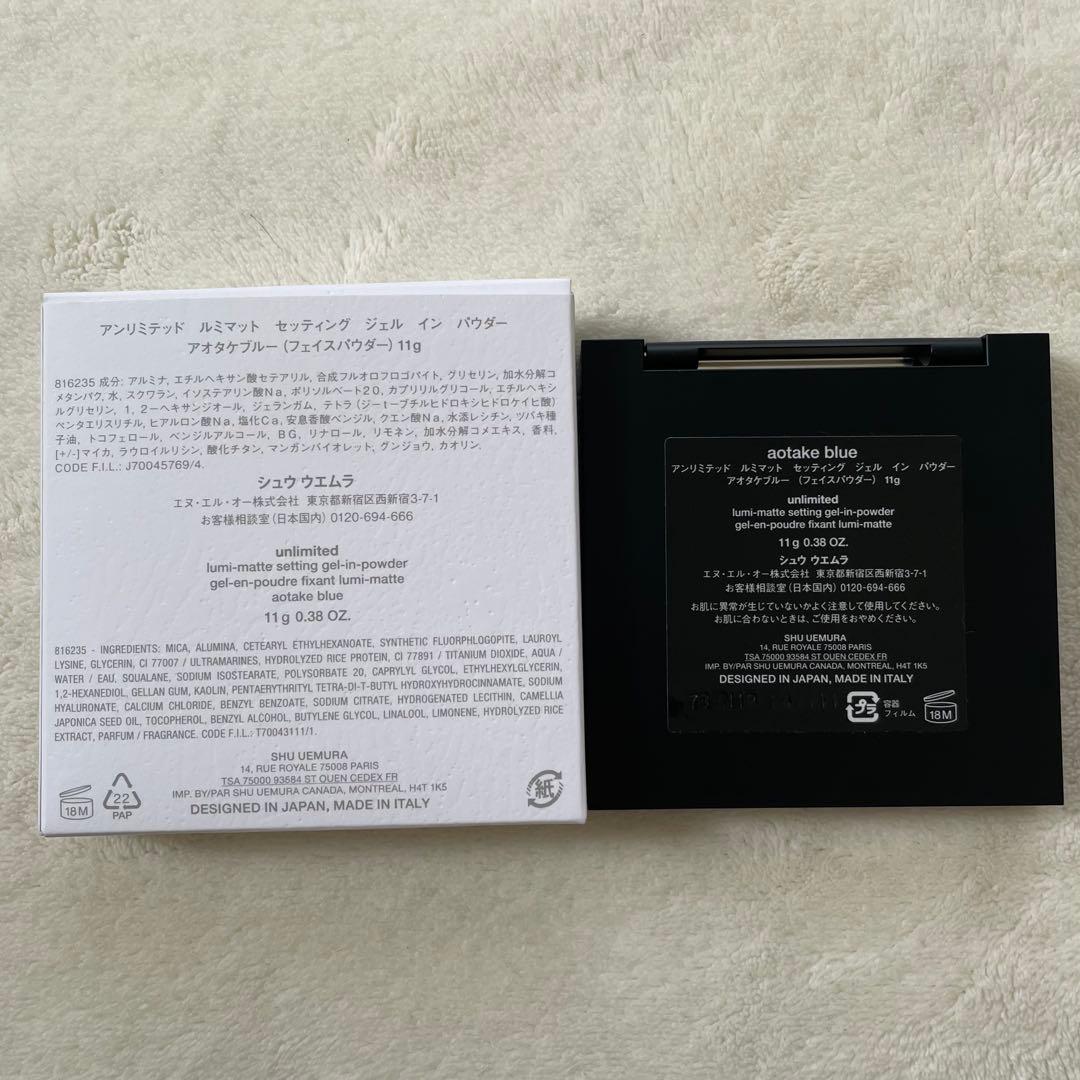 アンリミテッド ルミマット セッティング ジェル イン パウダー
アオタケブルー (フェイスパウダー) 11g
816235 成分: アルミナ, エチルヘキサン酸セテアリル, 合成フルオロフロゴパイト, グリセリン, 加水分解コ
メタンパク, 水, スクワラン, イソステアリン酸Na, ポリソルベート20, カプリリルグリコール, エチルヘキシ
ルグリセリン, 1, 2-ヘキサンジオール, ジェランガム, テトラ (ジ-t-ブチルヒドロキシヒドロケイヒ酸)
ペンタエリスリチル, ヒアルロン酸Na, 塩化Ca, 安息香酸ベンジル, クエン酸Na, 水添レシチン, ツバキ種
子油, トコフェロール, ベンジルアルコール, BG, リナロール, リモネン, 加水分解コメエキス, 香料,
[+/-]マイカ, ラウロイルリシン, 酸化チタン, マンガンバイオレット, グンジョウ, カオリン.
CODE F.I.L.: J70045769/4.
シュウ ウエムラ
エヌ・エル・オー株式会社 東京都新宿区西新宿3-7-1
お客様相談室 (日本国内) 0120-694-666
unlimited
lumi-matte setting gel-in-powder
gel-en-poudre fixant lumi-matte
aotake blue
11g 0.38 OZ.
816235 - INGREDIENTS: MICA, ALUMINA, CETEARYL ETHYLHEXANOATE, SYNTHETIC FLUORPHLOGOPITE, LAUROYL
LYSINE, GLYCERIN, CI 77007 / ULTRAMARINES, HYDROLYZED RICE PROTEIN, CI 77891 / TITANIUM DIOXIDE, AQUA /
WATER / EAU, SQUALANE, SODIUM ISOSTEARATE, POLYSORBATE 20, CAPRYLYL GLYCOL, ETHYLHEXYLGLYCERIN,
1,2-HEXANEDIOL, GELLAN GUM, KAOLIN, PENTAERYTHRITYL TETRA-DI-T-BUTYL HYDROXYHYDROCINNAMATE, SODIUM
HYALURONATE, CALCIUM CHLORIDE, BENZYL BENZOATE, SODIUM CITRATE, HYDROGENATED LECITHIN, CAMELLIA
JAPONICA SEED OIL, TOCOPHEROL, BENZYL ALCOHOL, BUTYLENE GLYCOL, LINALOOL, LIMONENE, HYDROLYZED RICE
EXTRACT, PARFUM / FRAGRANCE. CODE F.I.L.: T70043111/1.
SHU UEMURA
14, RUE ROYALE 75008 PARIS
TSA 75000 93584 ST OUEN CEDEX FR
IMP. BY/PAR SHU UEMURA CANADA, MONTREAL, H4T 1K5
DESIGNED IN JAPAN, MADE IN ITALY
18M
22
PAP
紙
aotake blue
アンリミテッド ルミマット セッティング ジェル イン パウダー
アオタケブルー (フェイスパウダー) 11g
unlimited
lumi-matte setting gel-in-powder
gel-en-poudre fixant lumi-matte
11g 0.38 OZ.
シュウ ウエムラ
エヌ・エル・オー株式会社 東京都新宿区西新宿3-7-1
お客様相談室 (日本国内) 0120-694-666
お肌に異常が生じていないかよく注意して使用してください。
お肌に合わないときは、ご使用をおやめください。
SHU UEMURA
14, RUE ROYALE 75008 PARIS
TSA 75000 93584 ST OUEN CEDEX FR
IMP. BY/PAR SHU UEMURA CANADA, MONTREAL, H4T 1K5
DESIGNED IN JAPAN, MADE IN ITALY
プラ
容器
フィルム
18M